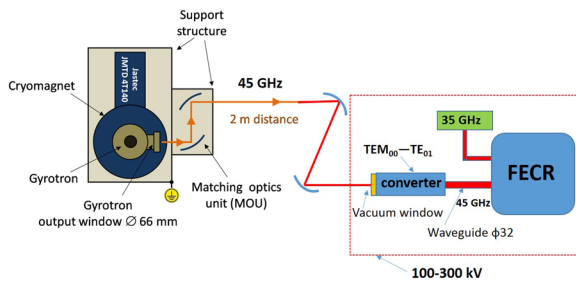 Support
structure
Jastec
JMTD 4T140
Cryomagnet
45 GHz
2 m distance
35 GHz
TEM00—TE01
FECR
converter
Gyrotron
Matching optics
unit (MOU)
Gyrotron
output window ∅ 66 mm
Vacuum window
45 GHz
Waveguide ϕ32
100-300 kV